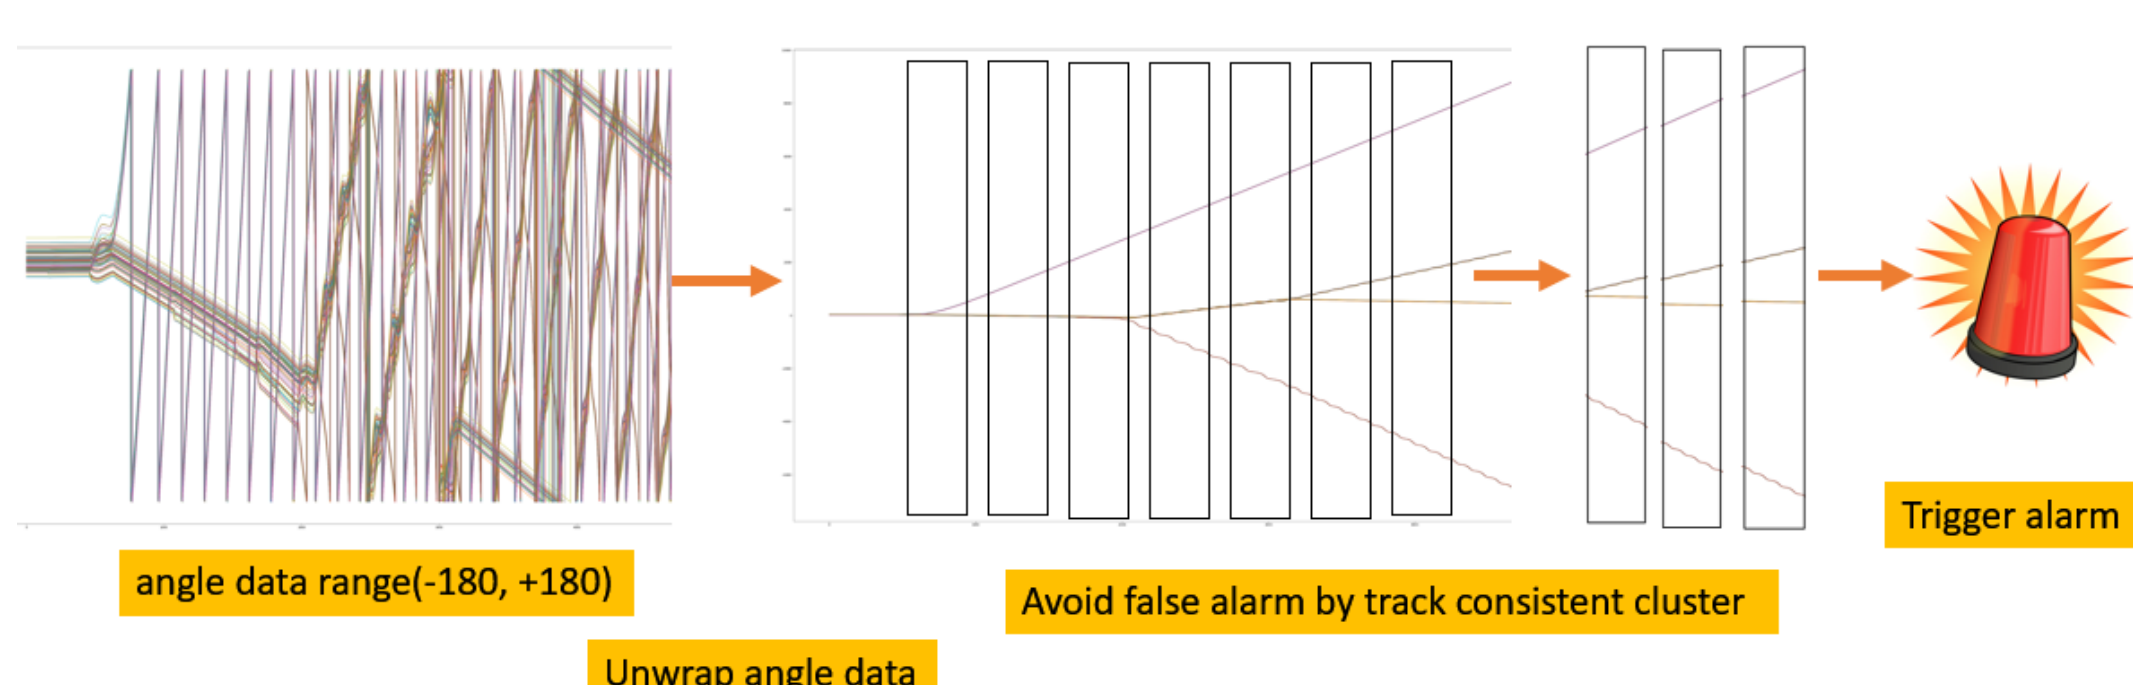 angle data range(-180, +180)
Unwrap angle data
Avoid false alarm by track consistent cluster
Trigger alarm